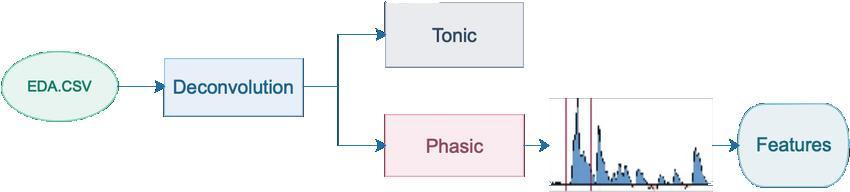 EDA.CSV
Deconvolution
Tonic
Phasic
Features